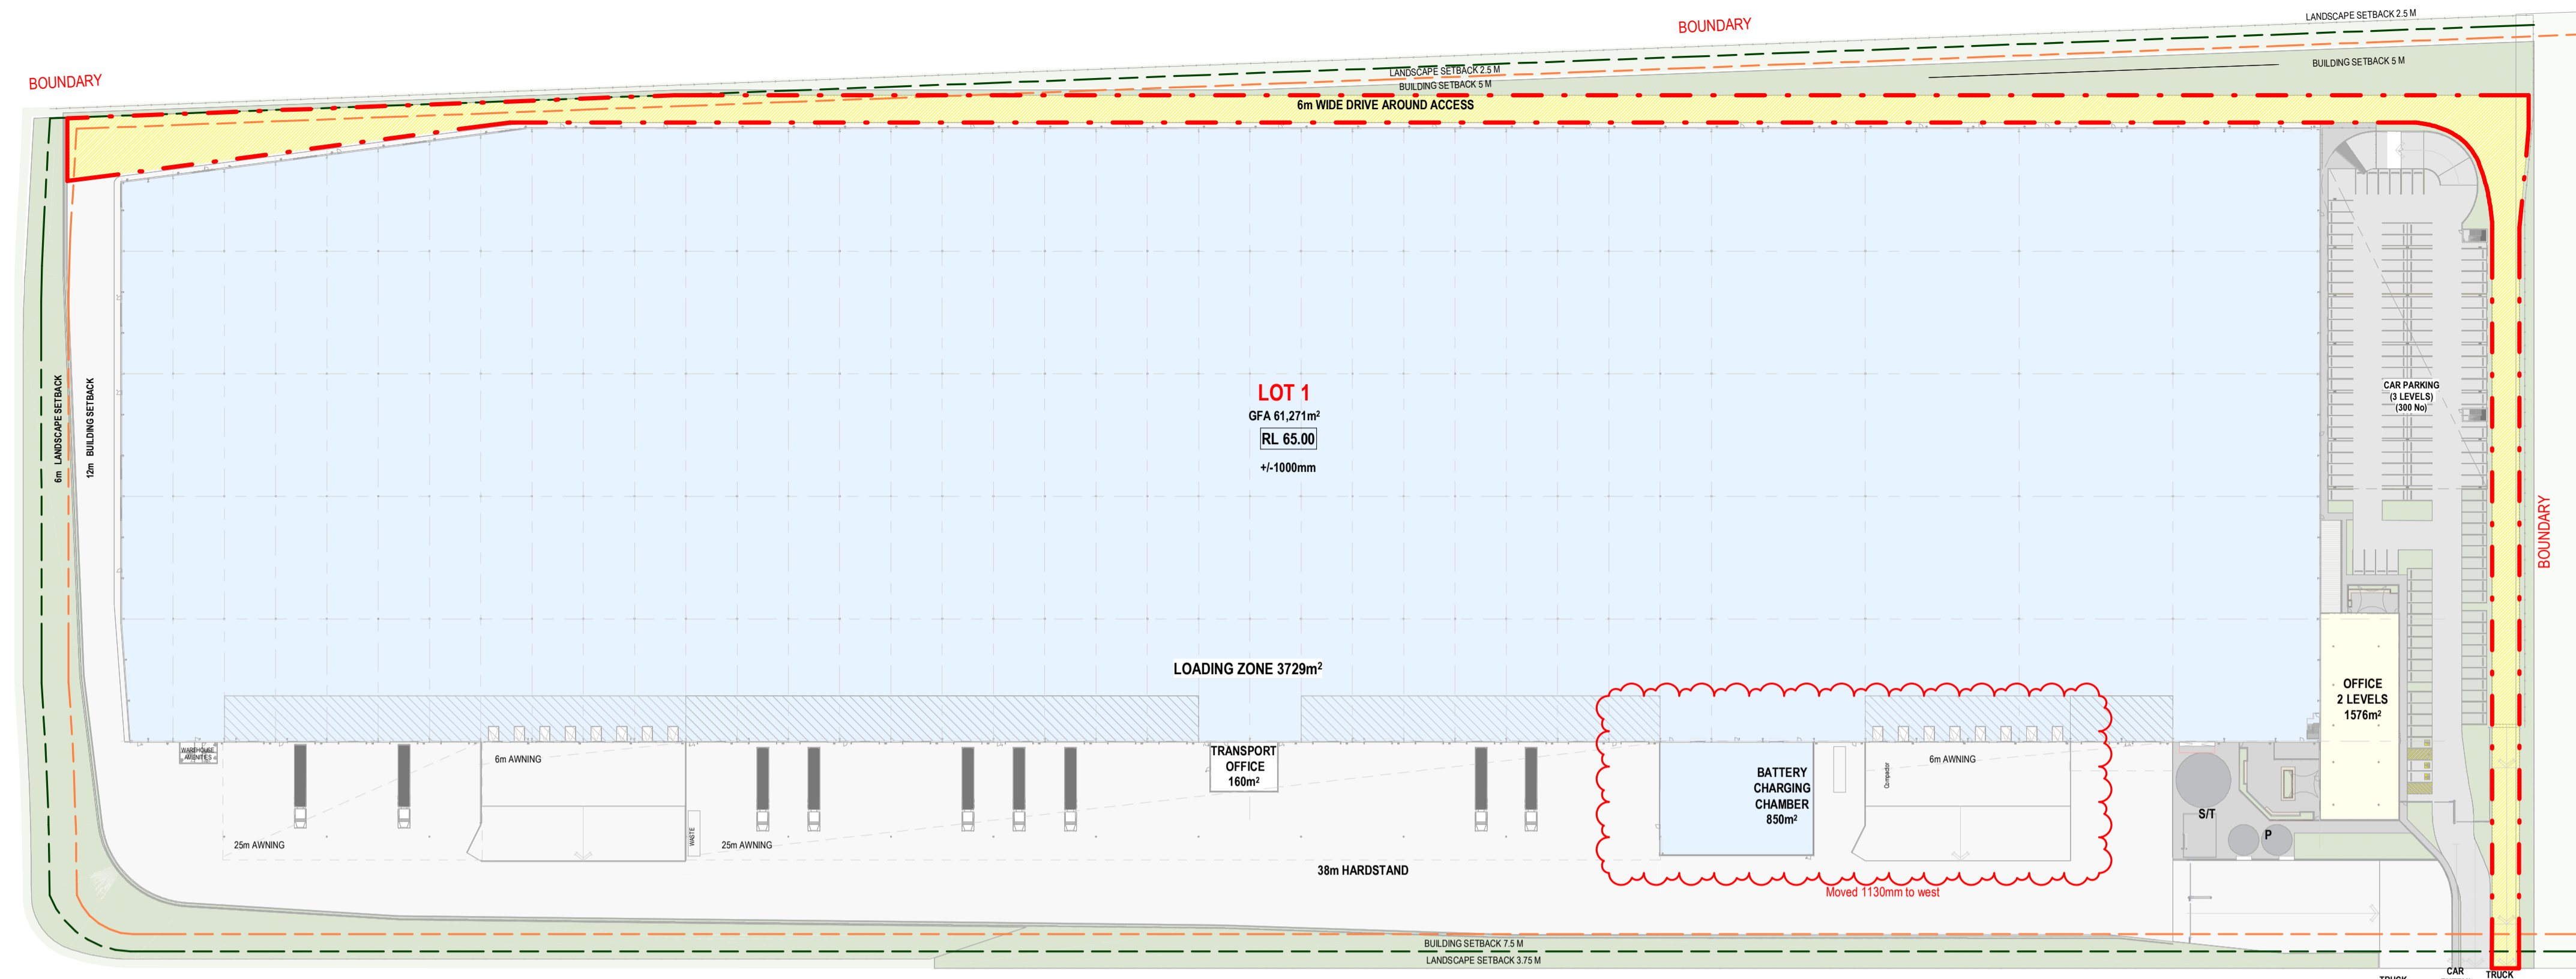 LANDSCAPE SETBACK 2.5 M
BOUNDARY
BUILDING SETBACK 5 M
BOUNDARY
LANDSCAPE SETBACK 2.5 M
BUILDING SETBACK 5 M
6m WIDE DRIVE AROUND ACCESS
LOT 1
GFA 61,271m²
RL 65.00
+/-1000mm
CAR PARKING
(3 LEVELS)
(300 No)
6m LANDSCAPE SETBACK
12m BUILDING SETBACK
BOUNDARY
LOADING ZONE 3729m²
OFFICE
2 LEVELS
1576m²
WAREHOUSE
AMENITIES
6m AWNING
TRANSPORT
OFFICE
160m²
BATTERY
CHARGING
CHAMBER
850m²
Compactor
6m AWNING
S/T
P
25m AWNING
WASTE
25m AWNING
38m HARDSTAND
Moved 1130mm to west
BUILDING SETBACK 7.5 M
LANDSCAPE SETBACK 3.75 M
CAR
TRUCK
TRUCK